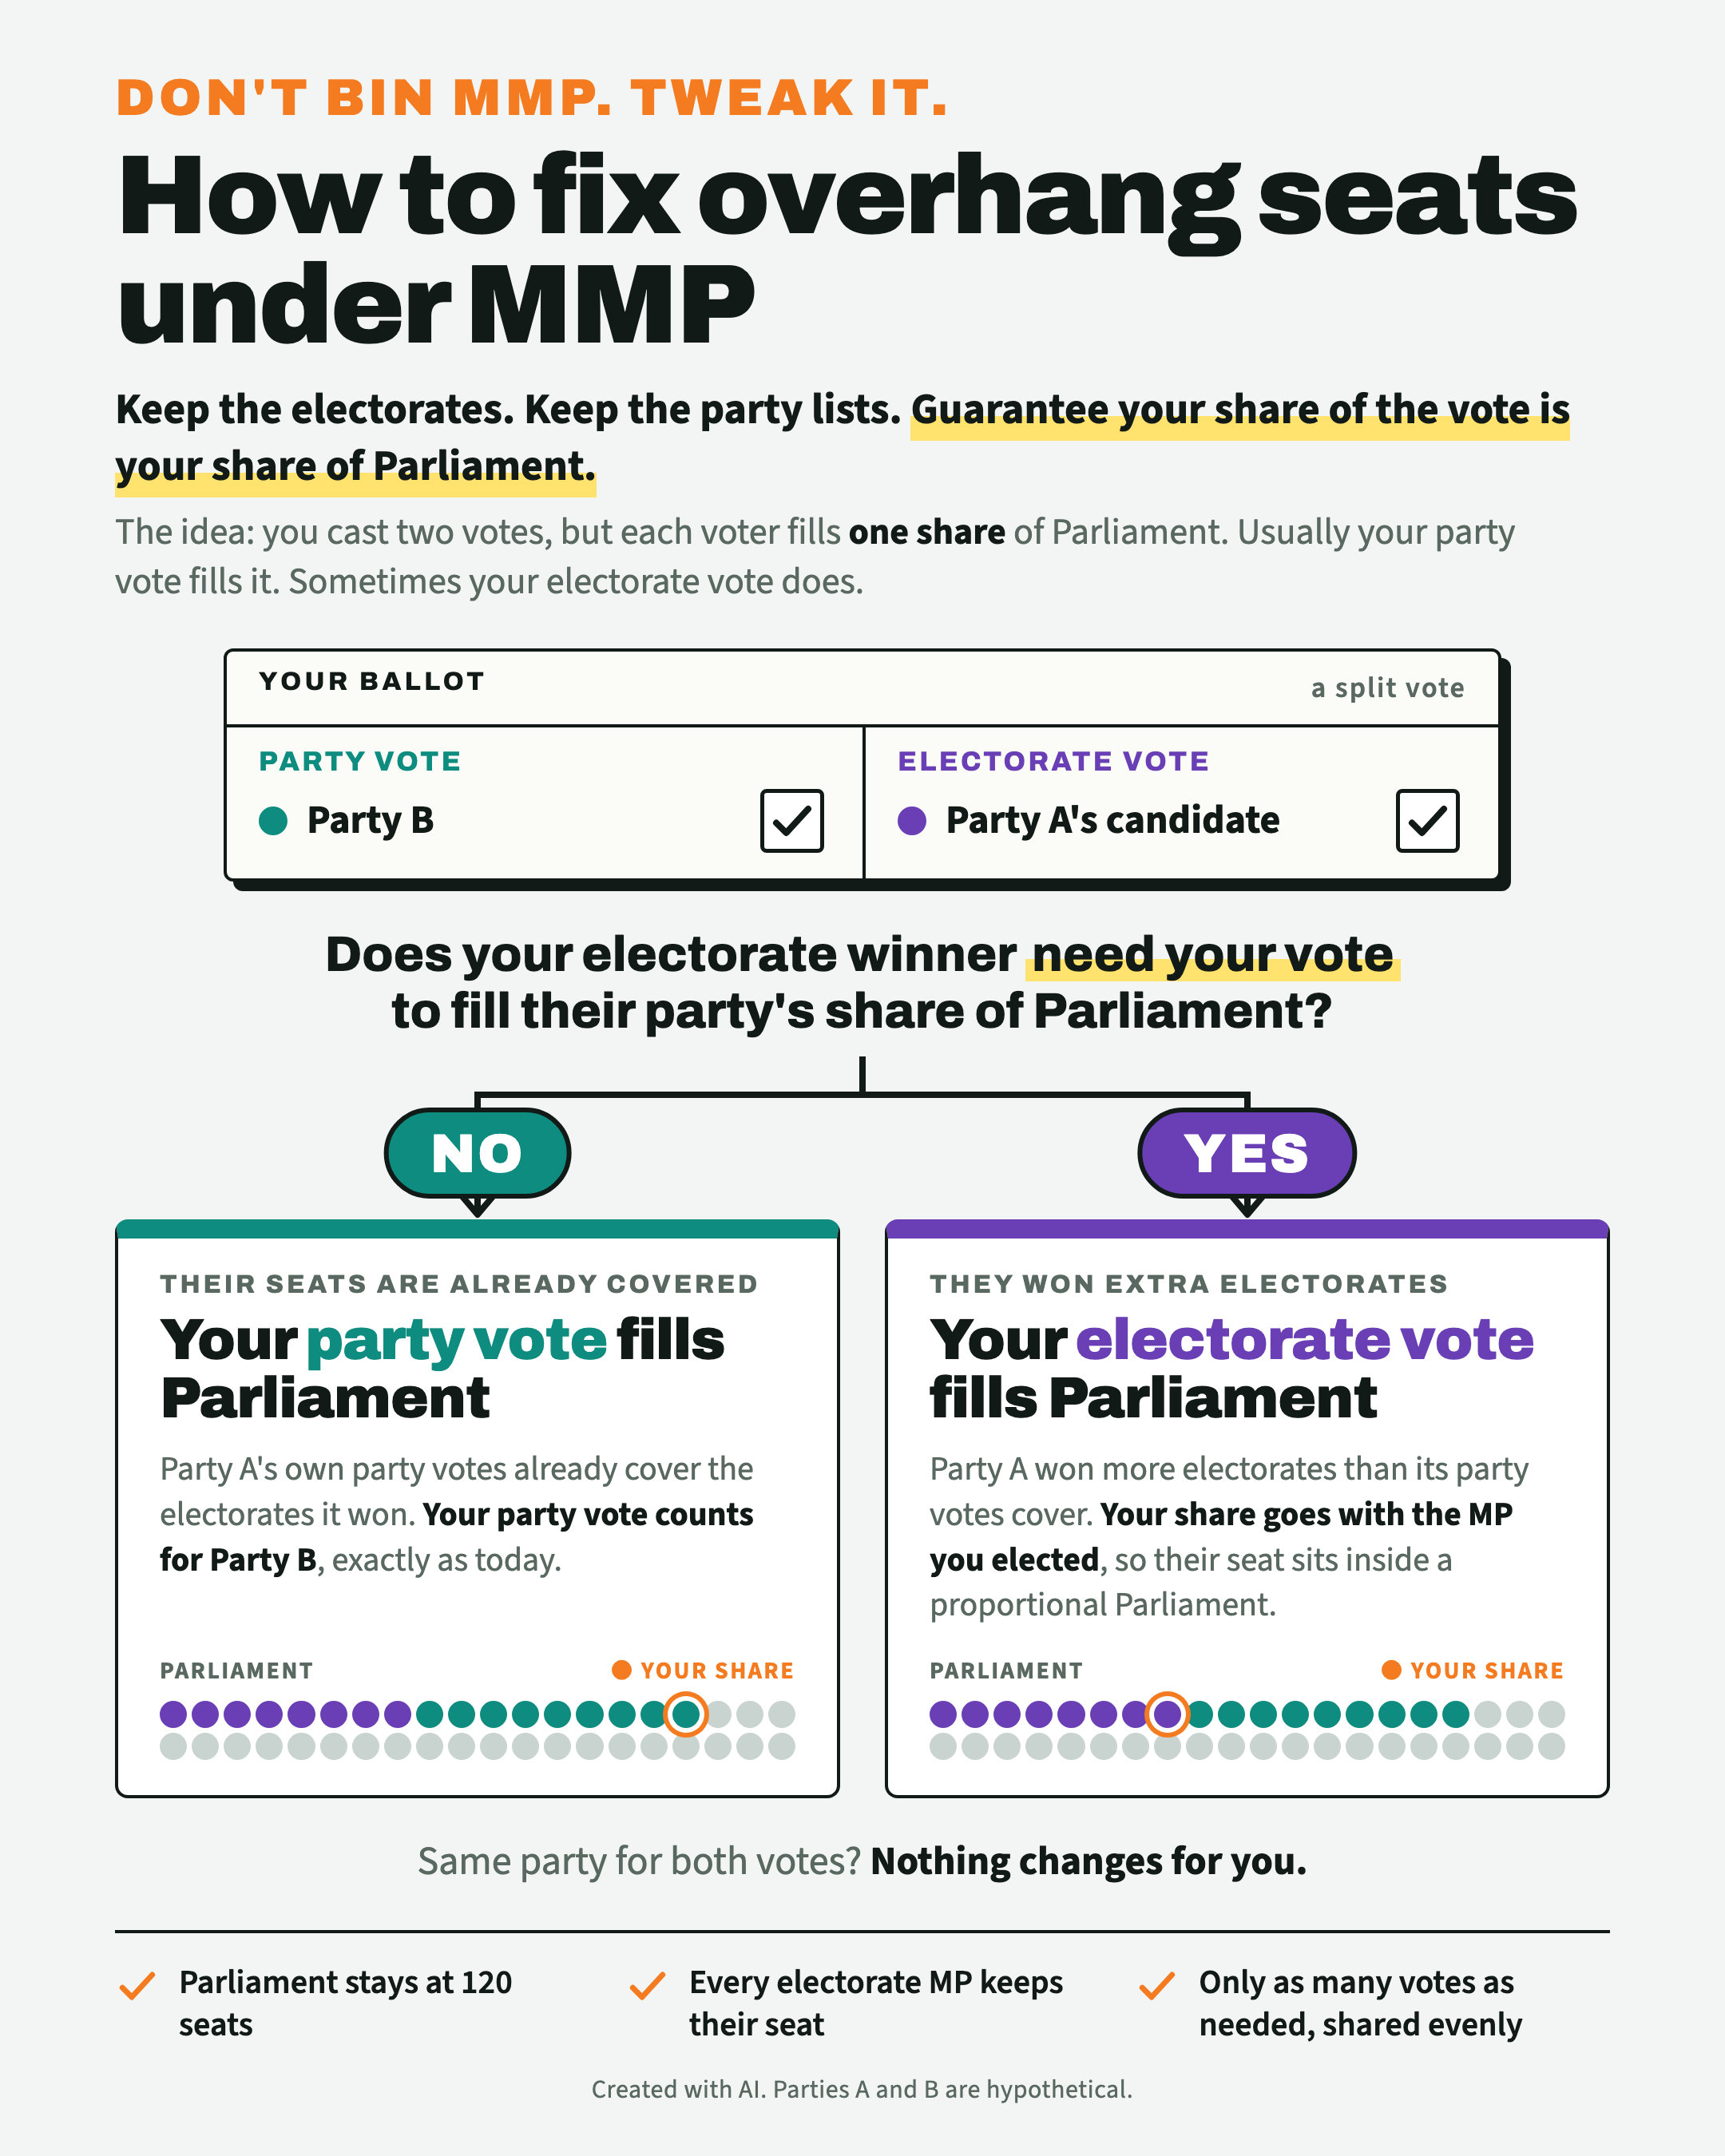 DON'T BIN MMP. TWEAK IT.
How to fix overhang seats
under MMP
Keep the electorates. Keep the party lists. Guarantee your share of the vote is
your share of Parliament.
The idea: you cast two votes, but each voter fills one share of Parliament. Usually your party
vote fills it. Sometimes your electorate vote does.
YOUR BALLOT
a split vote
PARTY VOTE
Party B
ELECTORATE VOTE
Party A's candidate
Does your electorate winner need your vote
to fill their party's share of Parliament?
NO
YES
THEIR SEATS ARE ALREADY COVERED
Your party vote fills
Parliament
Party A's own party votes already cover the
electorates it won. Your party vote counts
for Party B, exactly as today.
PARLIAMENT
YOUR SHARE
THEY WON EXTRA ELECTORATES
Your electorate vote
fills Parliament
Party A won more electorates than its party
votes cover. Your share goes with the MP
you elected, so their seat sits inside a
proportional Parliament.
PARLIAMENT
YOUR SHARE
Same party for both votes? Nothing changes for you.
Parliament stays at 120
seats
Every electorate MP keeps
their seat
Only as many votes as
needed, shared evenly
Created with AI. Parties A and B are hypothetical.